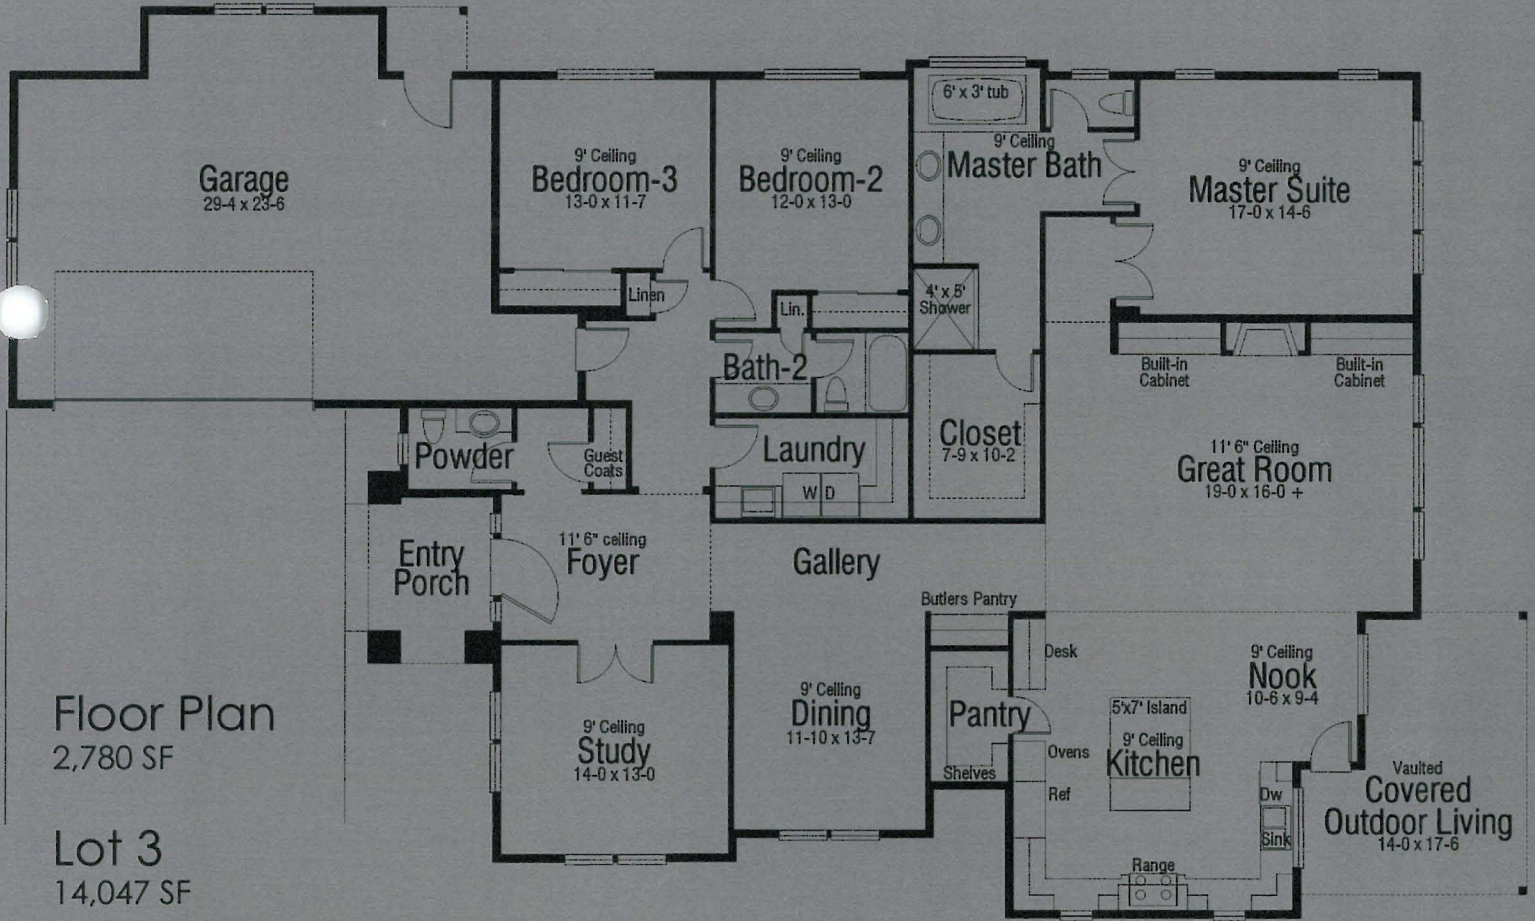 Garage
29-4 x 23-6
9' Ceiling
Bedroom-3
13-0 x 11-7
Linen
9' Ceiling
Bedroom-2
12-0 x 13-0
Lin.
6' x 3' tub
9' Ceiling
Master Bath
4' x 5'
Shower
9' Ceiling
Master Suite
17-0 x 14-6
Built-in
Cabinet
Built-in
Cabinet
Bath-2
Powder
Guest
Coats
Laundry
W D
Closet
7-9 x 10-2
11' 6" Ceiling
Great Room
19-0 x 16-0 +
Entry
Porch
11' 6" ceiling
Foyer
Gallery
Butlers Pantry
Desk
9' Ceiling
Nook
10-6 x 9-4
9' Ceiling
Study
14-0 x 13-0
9' Ceiling
Dining
11-10 x 13-7
Pantry
Shelves
5'x7' Island
9' Ceiling
Kitchen
Ovens
Ref
Dw
Sink
Range
Vaulted
Covered
Outdoor Living
14-0 x 17-6
Floor Plan
2,780 SF
Lot 3
14,047 SF